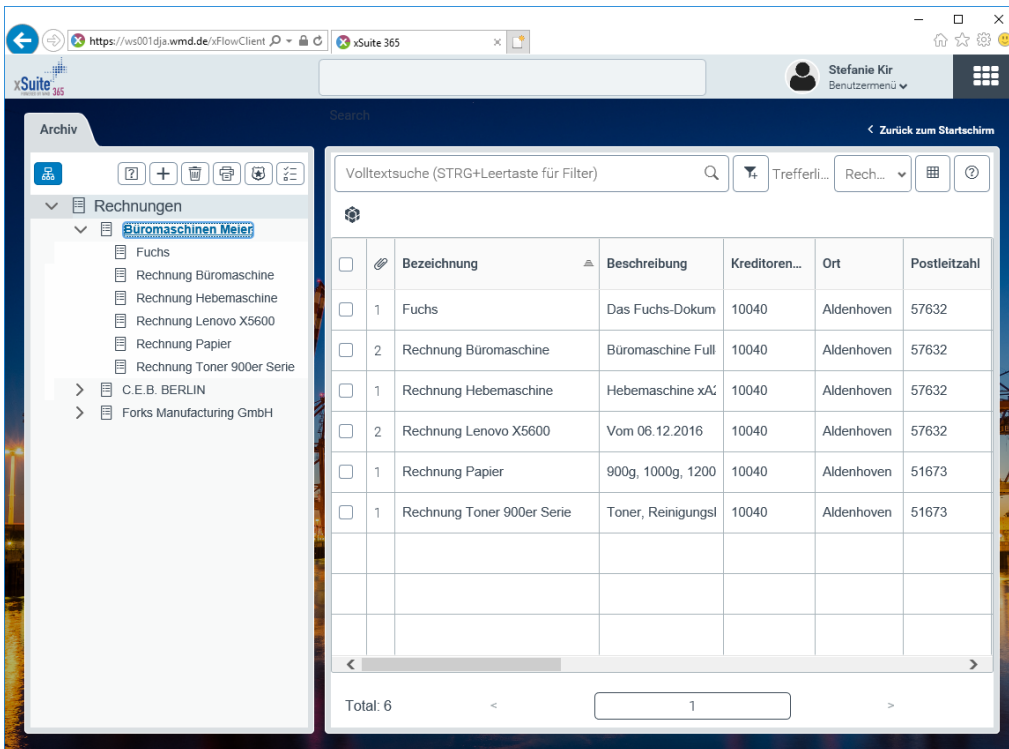 https://ws001dja.wmd.de/xFlowClient
xSuite 365
xSuite 365
Stefanie Kir
Benutzermenü
Search
Archiv
Zurück zum Startschirm
Volltextsuche (STRG+Leertaste für Filter)
Trefferli...
Rech...
Rechnungen
Büromaschinen Meier
Fuchs
Rechnung Büromaschine
Rechnung Hebemaschine
Rechnung Lenovo X5600
Rechnung Papier
Rechnung Toner 900er Serie
C.E.B. BERLIN
Forks Manufacturing GmbH
Bezeichnung Beschreibung Kreditoren... Ort Postleitzahl
1 Fuchs Das Fuchs-Dokum 10040 Aldenhoven 57632
2 Rechnung Büromaschine Büromaschine Full 10040 Aldenhoven 57632
1 Rechnung Hebemaschine Hebemaschine xA2 10040 Aldenhoven 57632
2 Rechnung Lenovo X5600 Vom 06.12.2016 10040 Aldenhoven 57632
1 Rechnung Papier 900g, 1000g, 1200 10040 Aldenhoven 51673
1 Rechnung Toner 900er Serie Toner, Reinigungsl 10040 Aldenhoven 51673
Total: 6 < 1 >